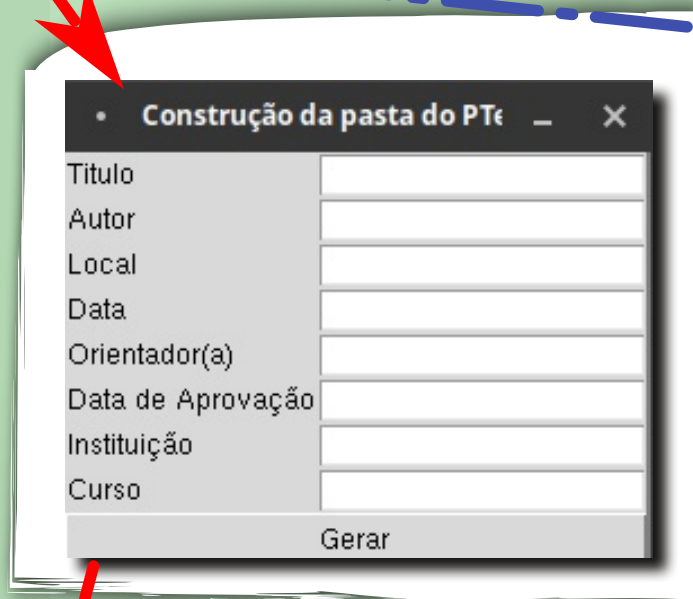 Construção da pasta do PTe
Titulo
Autor
Local
Data
Orientador(a)
Data de Aprovação
Instituição
Curso
Gerar